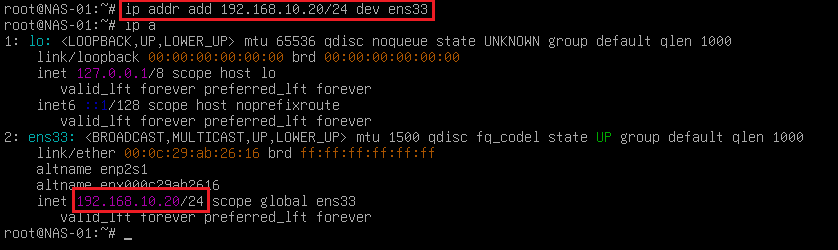 root@NAS-01:~# ip addr add 192.168.10.20/24 dev ens33
root@NAS-01:~# ip a
1: lo: <LOOPBACK,UP,LOWER_UP> mtu 65536 qdisc noqueue state UNKNOWN group default qlen 1000
link/loopback 00:00:00:00:00:00 brd 00:00:00:00:00:00
inet 127.0.0.1/8 scope host lo
valid_lft forever preferred_lft forever
inet6 ::1/128 scope host noprefixroute
valid_lft forever preferred_lft forever
2: ens33: <BROADCAST,MULTICAST,UP,LOWER_UP> mtu 1500 qdisc fq_codel state UP group default qlen 1000
link/ether 00:0c:29:ab:26:16 brd ff:ff:ff:ff:ff:ff
altname enp2s1
altname enx000c29ab2616
inet 192.168.10.20/24 scope global ens33
valid_lft forever preferred_lft forever
root@NAS-01:~# _